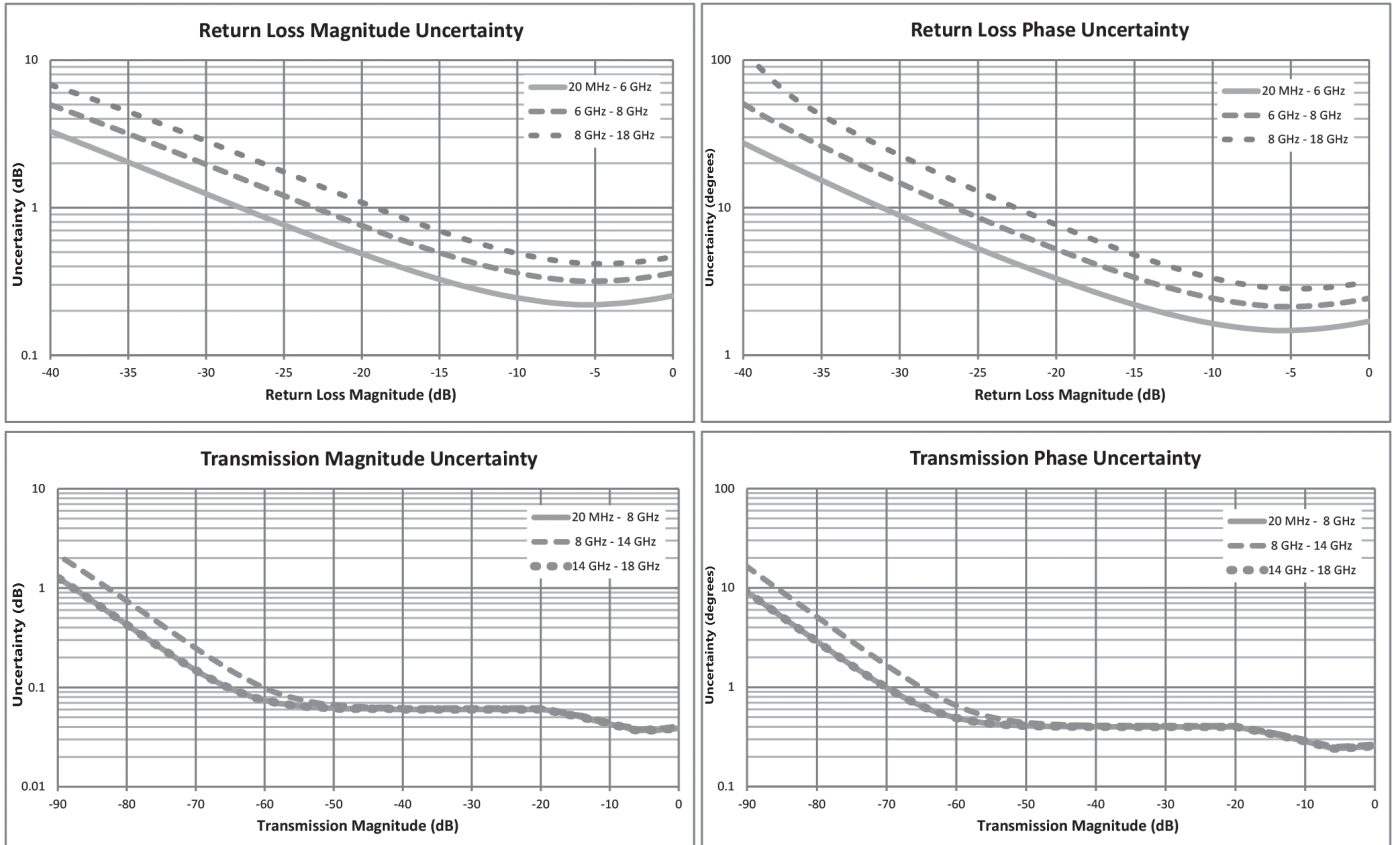 Return Loss Magnitude Uncertainty
10
1
0.1
Uncertainty (dB)
20 MHz - 6 GHz
6 GHz - 8 GHz
8 GHz - 18 GHz
-40 -35 -30 -25 -20 -15 -10 -5 0
Return Loss Magnitude (dB)
Return Loss Phase Uncertainty
100
10
1
Uncertainty (degrees)
20 MHz - 6 GHz
6 GHz - 8 GHz
8 GHz - 18 GHz
-40 -35 -30 -25 -20 -15 -10 -5 0
Return Loss Magnitude (dB)
Transmission Magnitude Uncertainty
10
1
0.1
0.01
Uncertainty (dB)
20 MHz - 8 GHz
8 GHz - 14 GHz
14 GHz - 18 GHz
-90 -80 -70 -60 -50 -40 -30 -20 -10 0
Transmission Magnitude (dB)
Transmission Phase Uncertainty
100
10
1
0.1
Uncertainty (degrees)
20 MHz - 8 GHz
8 GHz - 14 GHz
14 GHz - 18 GHz
-90 -80 -70 -60 -50 -40 -30 -20 -10 0
Transmission Magnitude (dB)